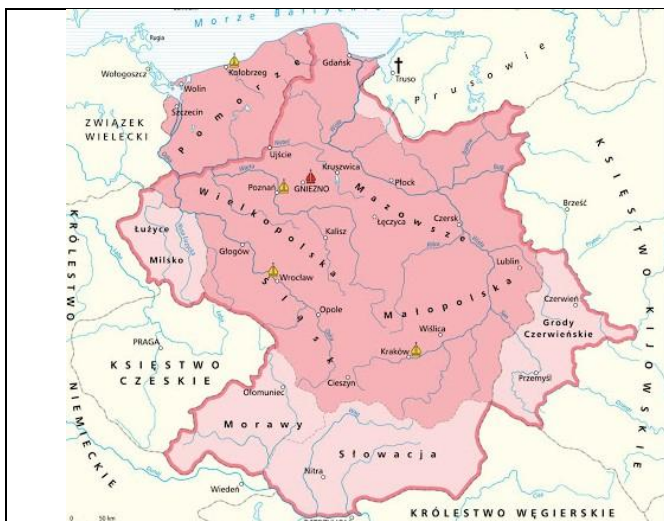 Morze Bałtyckie
Rugia
Wołogoszcz
Wolin
Kołobrzeg
Gdańsk
Truso
Prusowie
Szczecin
Pomorze
ZWIĄZEK
WIELECKI
Ujście
Noteć
Warta
Poznań
GNIEZNO
Kruszwica
Płock
Wielkopolska
Mazowsze
Kalisz
Łęczyca
Czersk
Brześć
KSIĘSTWO KIJOWSKIE
Łużyce
Milsko
Głogów
Wrocław
Śląsk
Opole
Lublin
Małopolska
Wiślica
Kraków
Cieszyn
Czerwień
Grody
Czerwieńskie
Przemyśl
KRÓLESTWO NIEMIECKIE
PRAGA
KSIĘSTWO
CZESKIE
Ołomuniec
Morawy
Słowacja
Nitra
Wiedeń
KRÓLESTWO WĘGIERSKIE
0 50 km